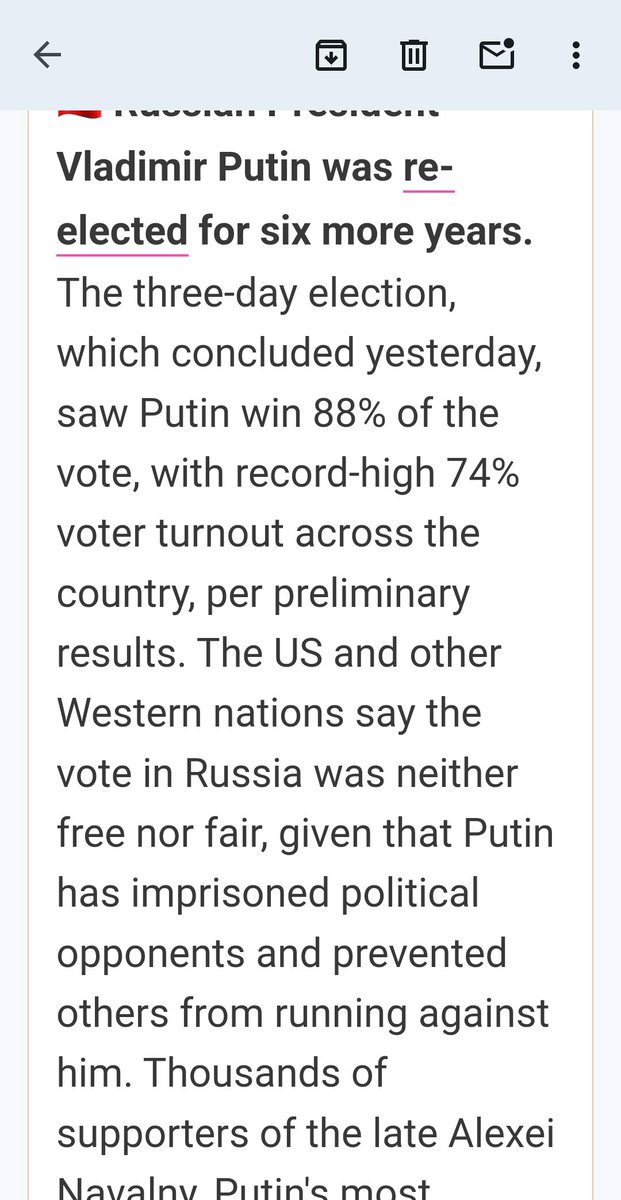 Russian President
Vladimir Putin was re-
elected for six more years.
The three-day election,
which concluded yesterday,
saw Putin win 88% of the
vote, with record-high 74%
voter turnout across the
country, per preliminary
results. The US and other
Western nations say the
vote in Russia was neither
free nor fair, given that Putin
has imprisoned political
opponents and prevented
others from running against
him. Thousands of
supporters of the late Alexei
Navalny, Putin's most